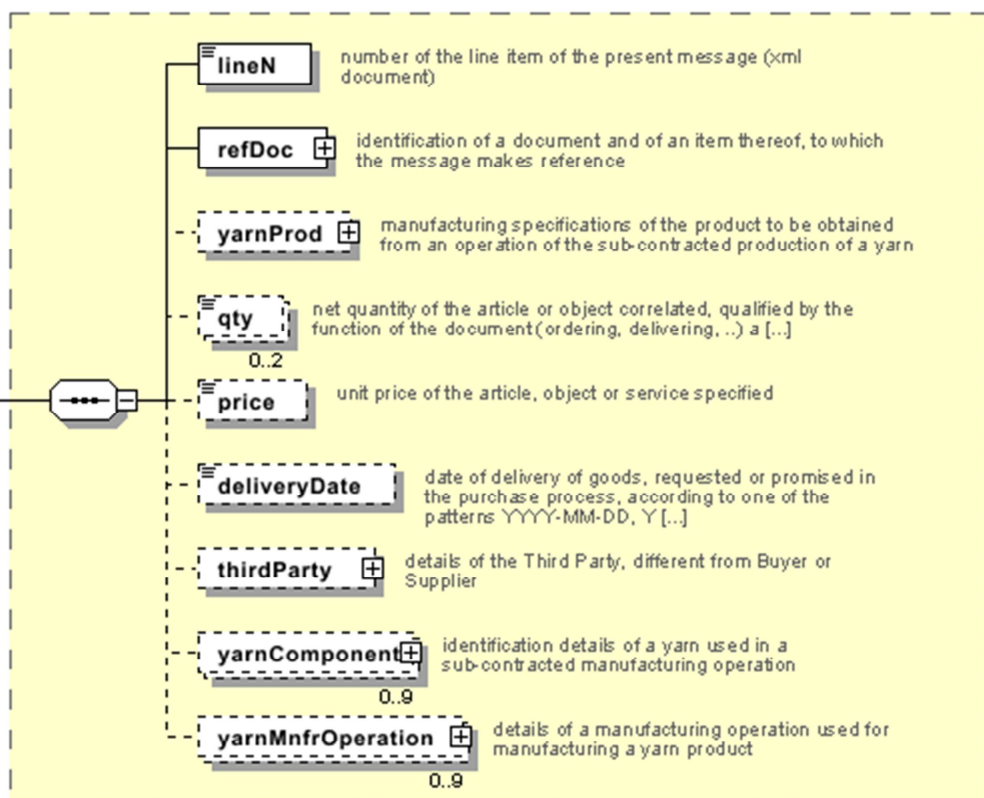 lineN
number of the line item of the present message (xml
document)
refDoc
identification of a document and of an item thereof, to which
the message makes reference
yarnProd
manufacturing specifications of the product to be obtained
from an operation of the sub-contracted production of a yarn
qty
net quantity of the article or object correlated, qualified by the
function of the document (ordering, delivering, ..) a [...]
0..2
price
unit price of the article, object or service specified
deliveryDate
date of delivery of goods, requested or promised in
the purchase process, according to one of the
patterns YYYY-MM-DD, Y [...]
thirdParty
details of the Third Party, different from Buyer or
Supplier
yarnComponent
identification details of a yarn used in a
sub-contracted manufacturing operation
0..9
yarnMnfrOperation
details of a manufacturing operation used for
manufacturing a yarn product
0..9